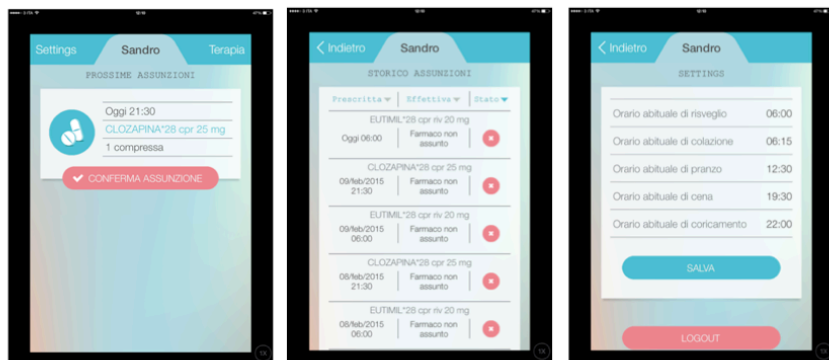 Settings Sandro Terapia
PROSSIME ASSUNZIONI
Oggi 21:30
CLOZAPINA*28 cpr 25 mg
1 compressa
CONFERMA ASSUNZIONE
1X
Indietro Sandro
STORICO ASSUNZIONI
Prescritta Effettiva Stato
EUTIMIL*28 cpr riv 20 mg
Oggi 06:00 Farmaco non
assunto
CLOZAPINA*28 cpr 25 mg
09/feb/2015 Farmaco non
21:30 assunto
EUTIMIL*28 cpr riv 20 mg
09/feb/2015 Farmaco non
06:00 assunto
CLOZAPINA*28 cpr 25 mg
08/feb/2015 Farmaco non
21:30 assunto
EUTIMIL*28 cpr riv 20 mg
08/feb/2015 Farmaco non
06:00 assunto
1X
Indietro Sandro
SETTINGS
Orario abituale di risveglio 06:00
Orario abituale di colazione 06:15
Orario abituale di pranzo 12:30
Orario abituale di cena 19:30
Orario abituale di coricamento 22:00
SALVA
LOGOUT
1X